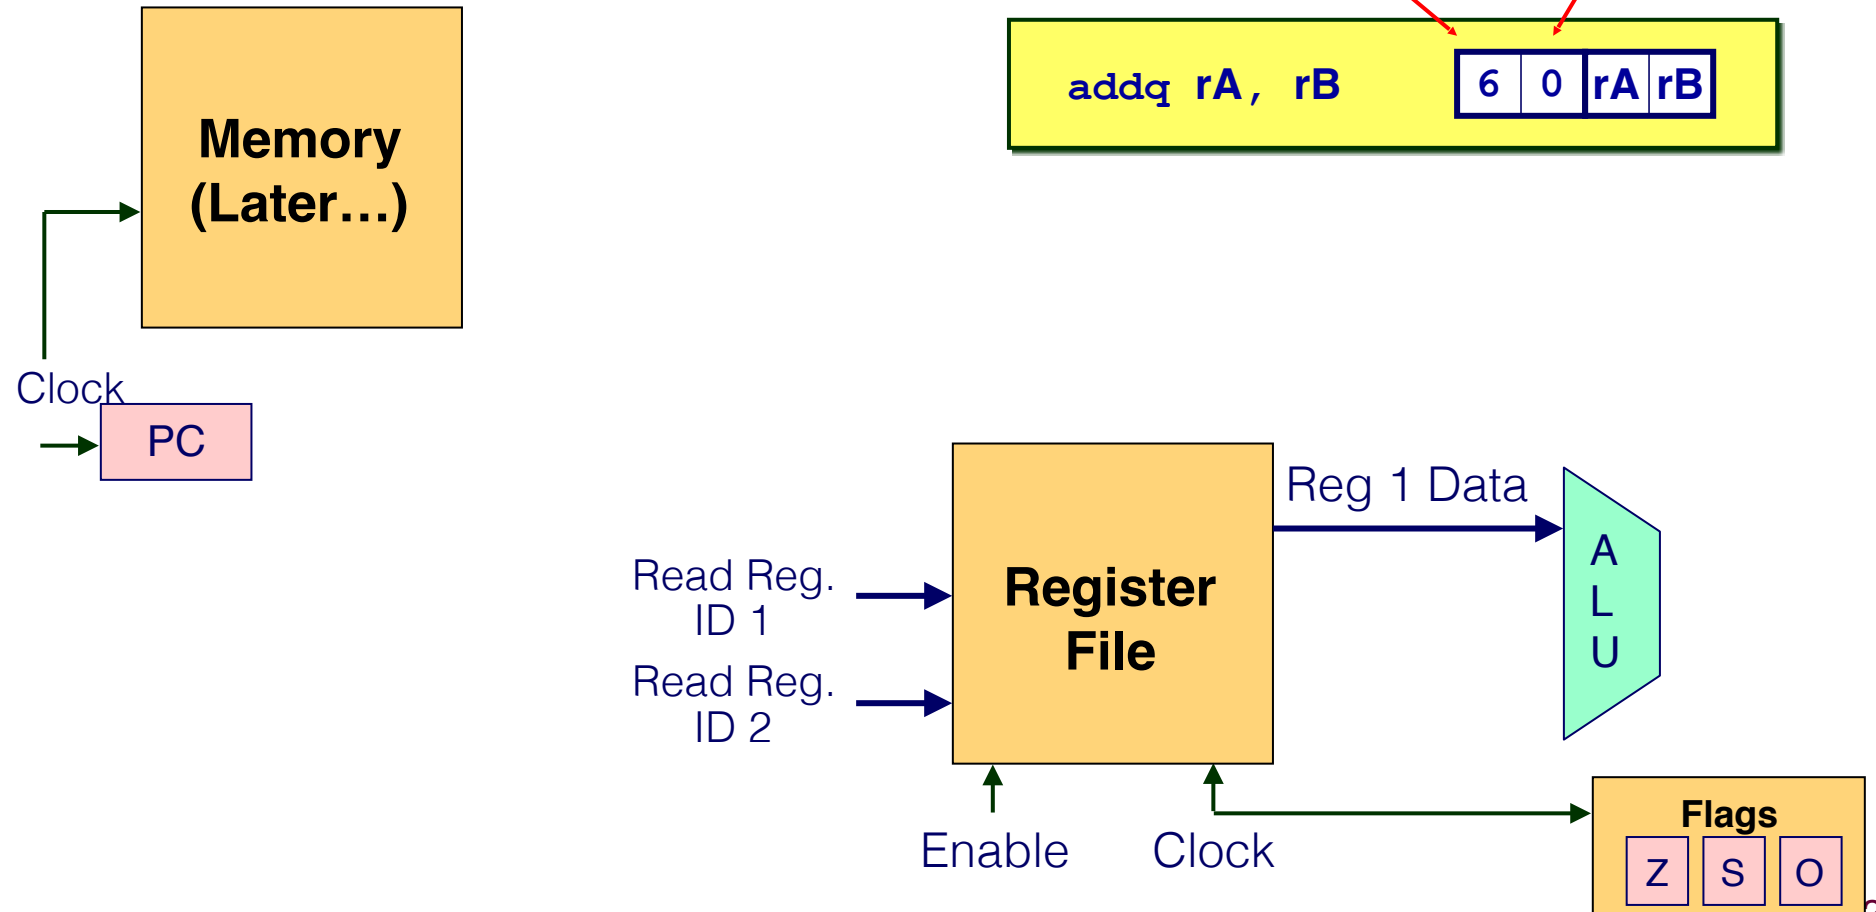 Memory
(Later…)
addq rA, rB
6 0 rA rB
Clock
PC
Reg 1 Data
A
L
U
Read Reg.
ID 1
Register
File
Read Reg.
ID 2
Enable
Clock
Flags
Z S O